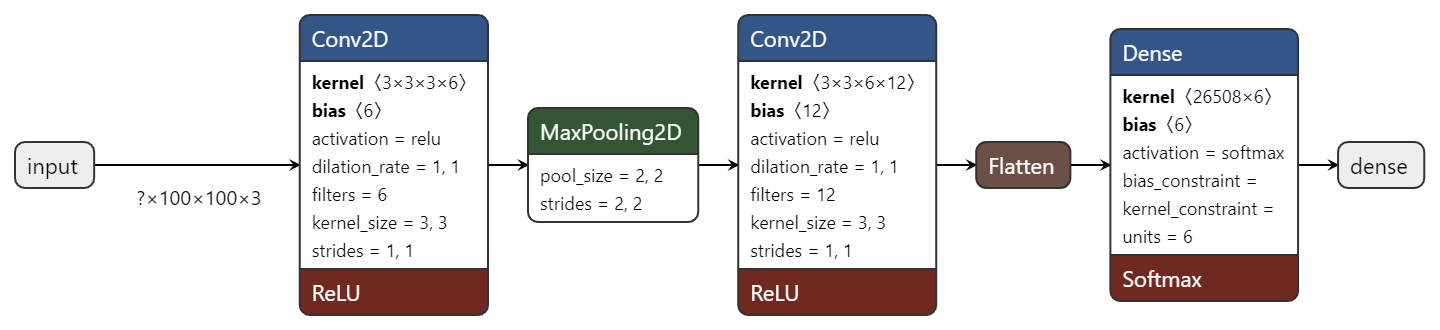 input
?×100×100×3
Conv2D
kernel〈3×3×3×6〉
bias〈6〉
activation = relu
dilation_rate = 1, 1
filters = 6
kernel_size = 3, 3
strides = 1, 1
ReLU
MaxPooling2D
pool_size = 2, 2
strides = 2, 2
Conv2D
kernel〈3×3×6×12〉
bias〈12〉
activation = relu
dilation_rate = 1, 1
filters = 12
kernel_size = 3, 3
strides = 1, 1
ReLU
Flatten
Dense
kernel〈26508×6〉
bias〈6〉
activation = softmax
bias_constraint =
kernel_constraint =
units = 6
Softmax
dense